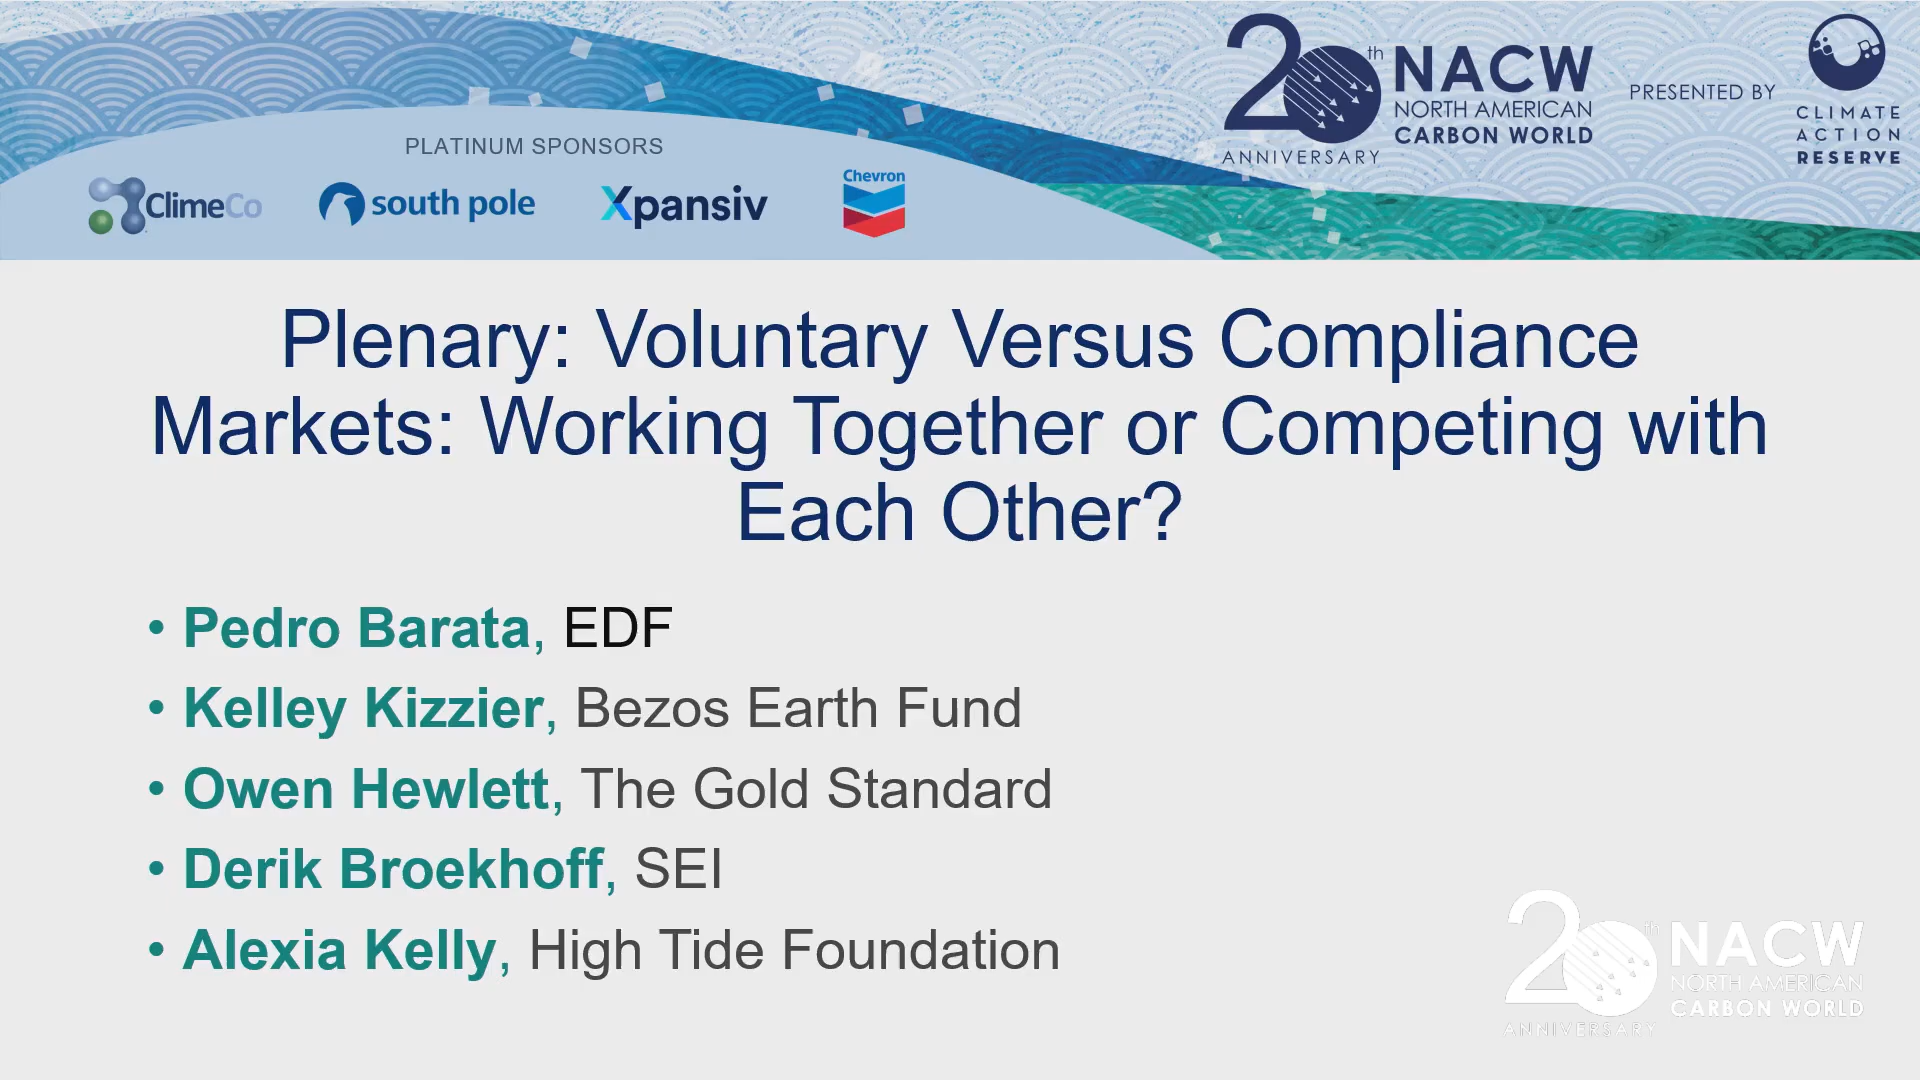 PLATINUM SPONSORS
ClimeCo
south pole
Xpansiv
Chevron
20th
ANNIVERSARY
NACW
NORTH AMERICAN
CARBON WORLD
PRESENTED BY
CLIMATE
ACTION
RESERVE
Plenary: Voluntary Versus Compliance
Markets: Working Together or Competing with
Each Other?
• Pedro Barata, EDF
• Kelley Kizzier, Bezos Earth Fund
• Owen Hewlett, The Gold Standard
• Derik Broekhoff, SEI
• Alexia Kelly, High Tide Foundation
20th
ANNIVERSARY
NACW
NORTH AMERICAN
CARBON WORLD